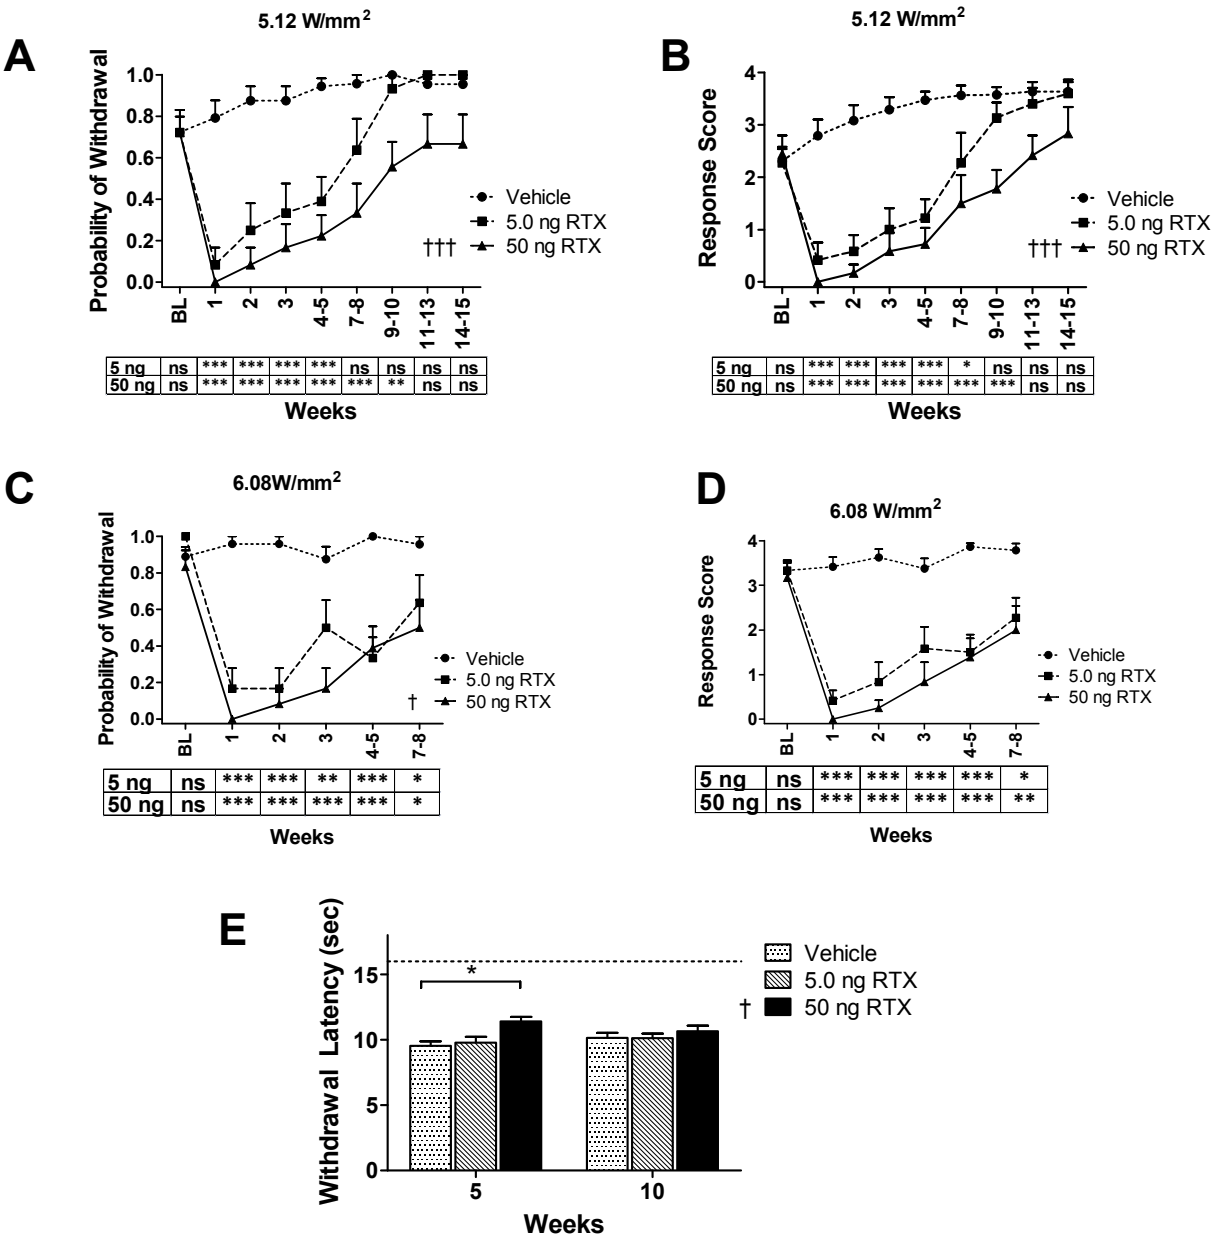 5.12 W/mm²
A
Probability of Withdrawal
1.0
0.8
0.6
0.4
0.2
0.0
Vehicle
5.0 ng RTX
††† 50 ng RTX
BL 1 2 3 4-5 7-8 9-10 11-13 14-15
5 ng ns *** *** *** *** ns ns ns ns
50 ng ns *** *** *** *** *** ** ns ns
Weeks
5.12 W/mm²
B
Response Score
4
3
2
1
0
Vehicle
5.0 ng RTX
††† 50 ng RTX
BL 1 2 3 4-5 7-8 9-10 11-13 14-15
5 ng ns *** *** *** *** * ns ns ns
50 ng ns *** *** *** *** *** *** ns ns
Weeks
C
6.08W/mm²
Probability of Withdrawal
1.0
0.8
0.6
0.4
0.2
0.0
Vehicle
5.0 ng RTX
† 50 ng RTX
BL 1 2 3 4-5 7-8
5 ng ns *** *** ** *** *
50 ng ns *** *** *** *** *
Weeks
D
6.08 W/mm²
Response Score
4
3
2
1
0
Vehicle
5.0 ng RTX
50 ng RTX
BL 1 2 3 4-5 7-8
5 ng ns *** *** *** *** *
50 ng ns *** *** *** *** **
Weeks
E
Withdrawal Latency (sec)
15
10
5
0
*
Vehicle
5.0 ng RTX
† 50 ng RTX
5 10
Weeks